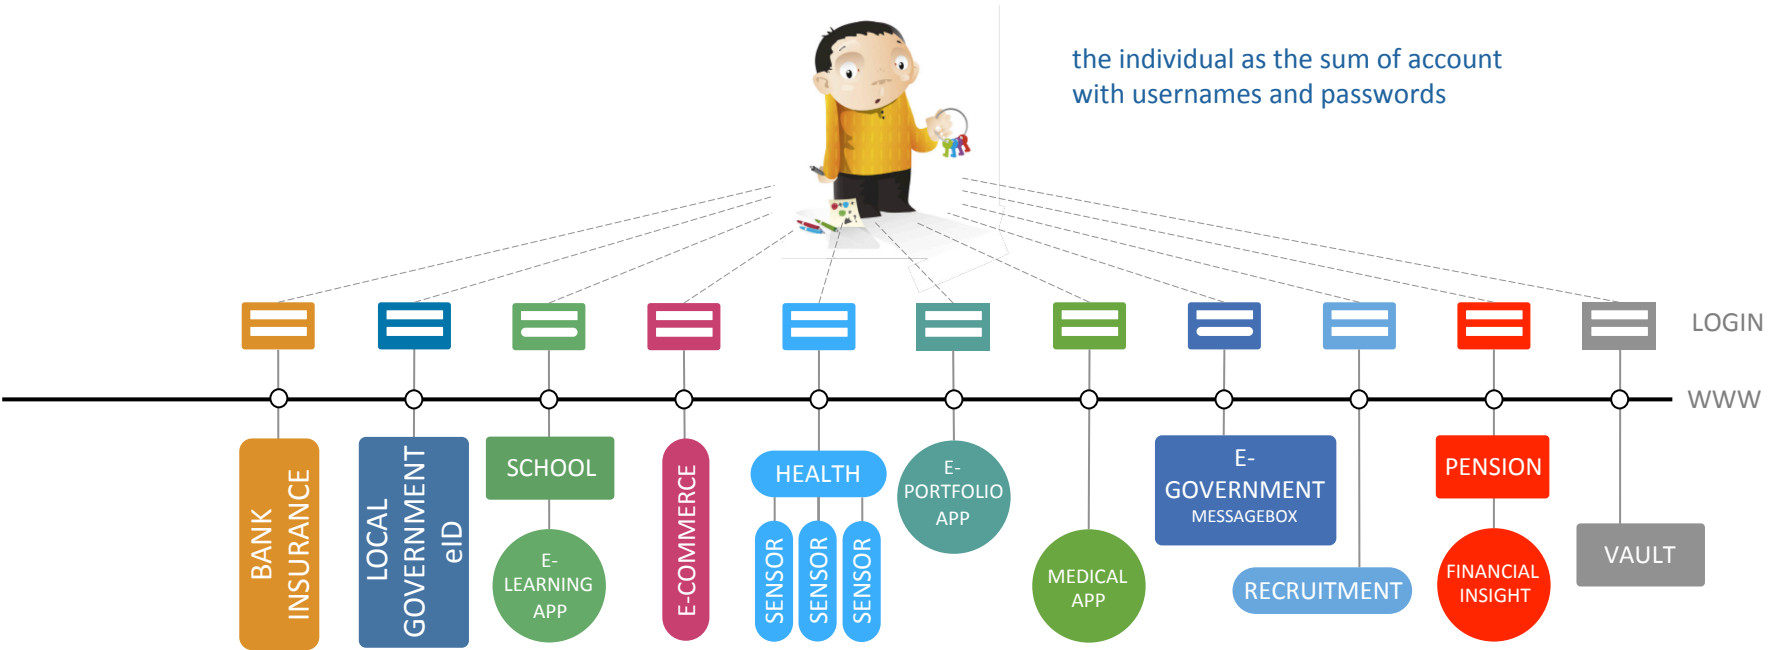 the individual as the sum of account
with usernames and passwords
LOGIN
WWW
BANK
INSURANCE
LOCAL
GOVERNMENT
eID
SCHOOL
E-
LEARNING
APP
E-COMMERCE
HEALTH
SENSOR
SENSOR
SENSOR
E-
PORTFOLIO
APP
MEDICAL
APP
E-
GOVERNMENT
MESSAGEBOX
RECRUITMENT
PENSION
FINANCIAL
INSIGHT
VAULT